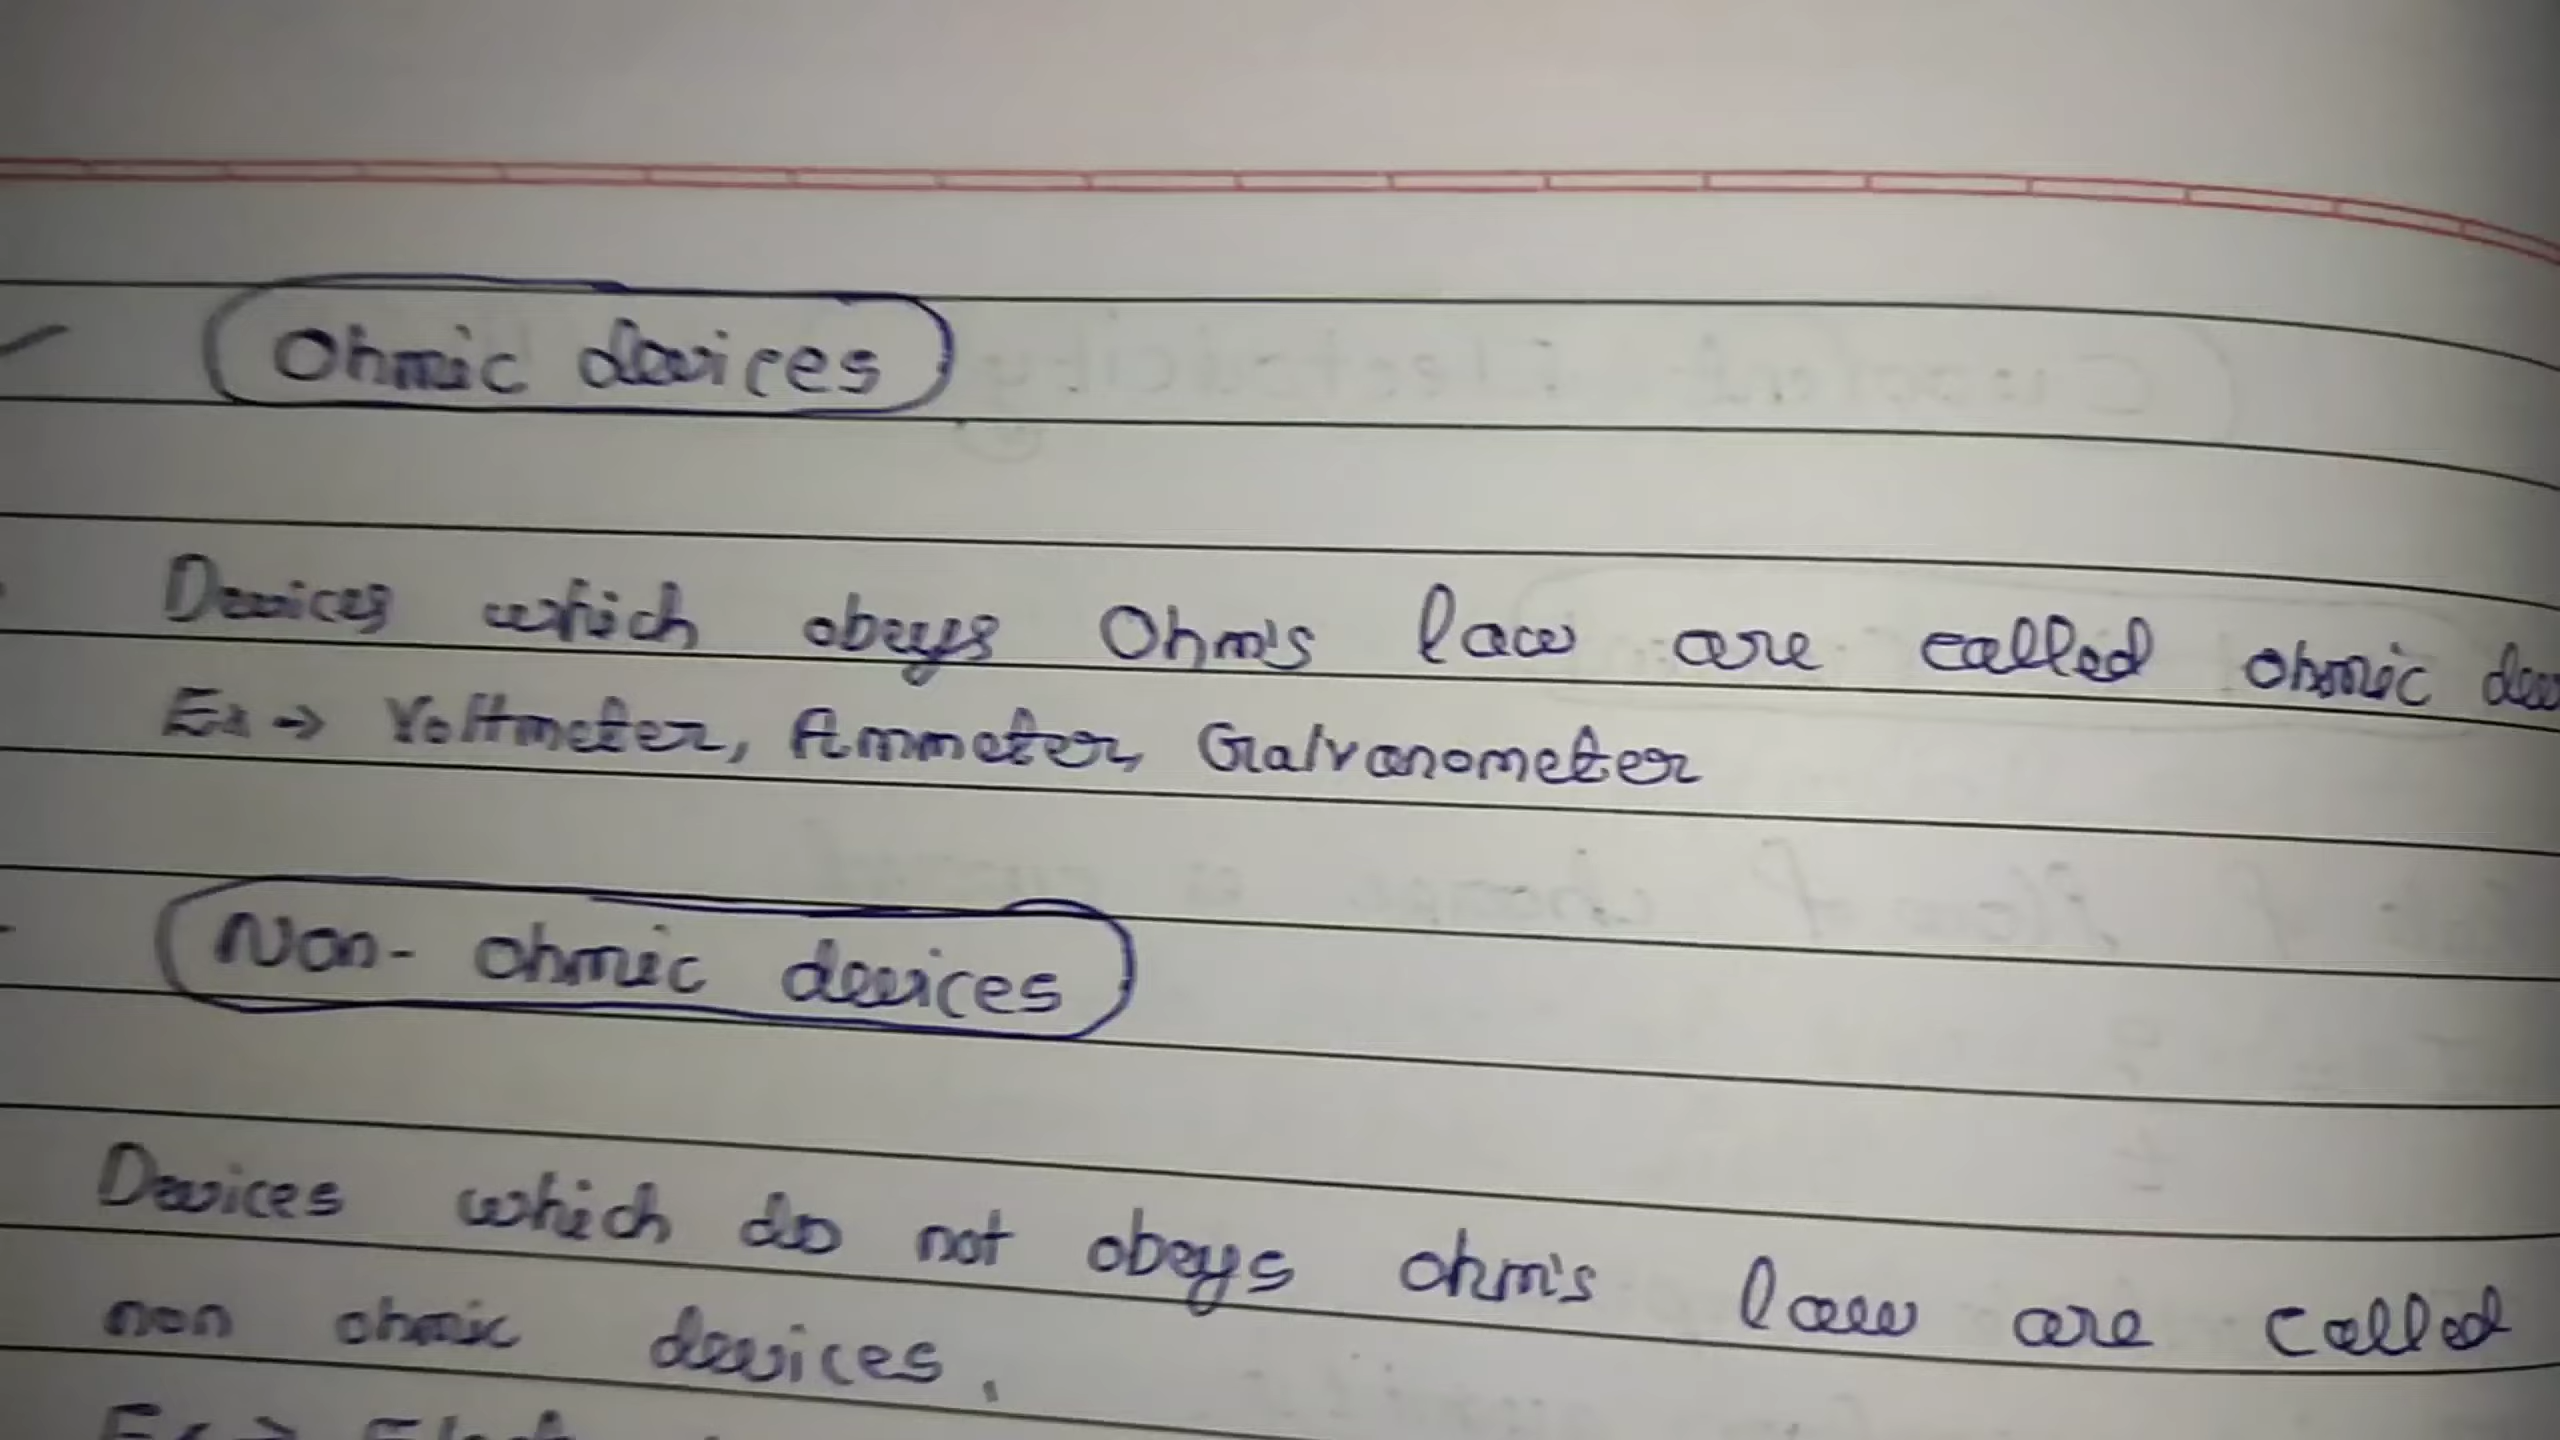 Ohmic devices
Devices which obeys Ohm's law are called ohmic
Ex → Voltmeter, Ammeter, Galvanometer
Non- ohmic devices
Devices which do not obeys ohm's law are called
non ohmic devices.